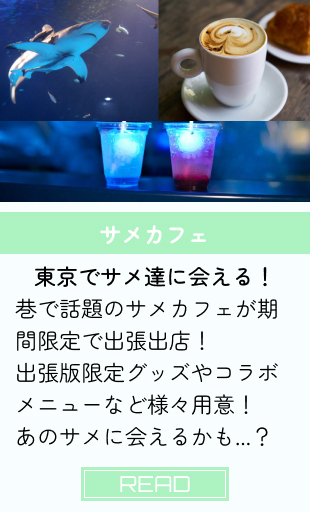 サメカフェ
東京でサメ達に会える！
巷で話題のサメカフェが期
間限定で出張出店！
出張版限定グッズやコラボ
メニューなど様々用意！
あのサメに会えるかも…？
READ